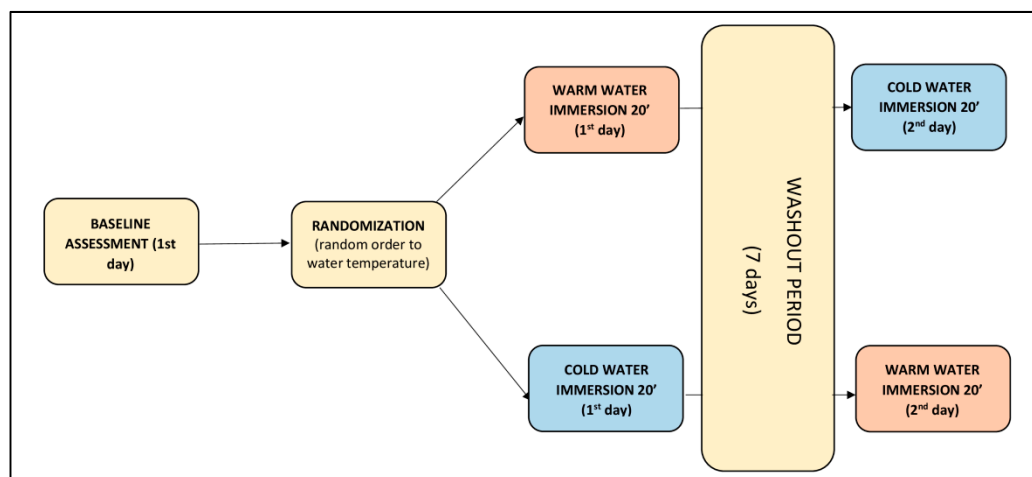 BASELINE
ASSESSMENT (1st
day)
RANDOMIZATION
(random order to
water temperature)
WARM WATER
IMMERSION 20’
(1st day)
COLD WATER
IMMERSION 20’
(1st day)
WASHOUT PERIOD
(7 days)
COLD WATER
IMMERSION 20’
(2nd day)
WARM WATER
IMMERSION 20’
(2nd day)